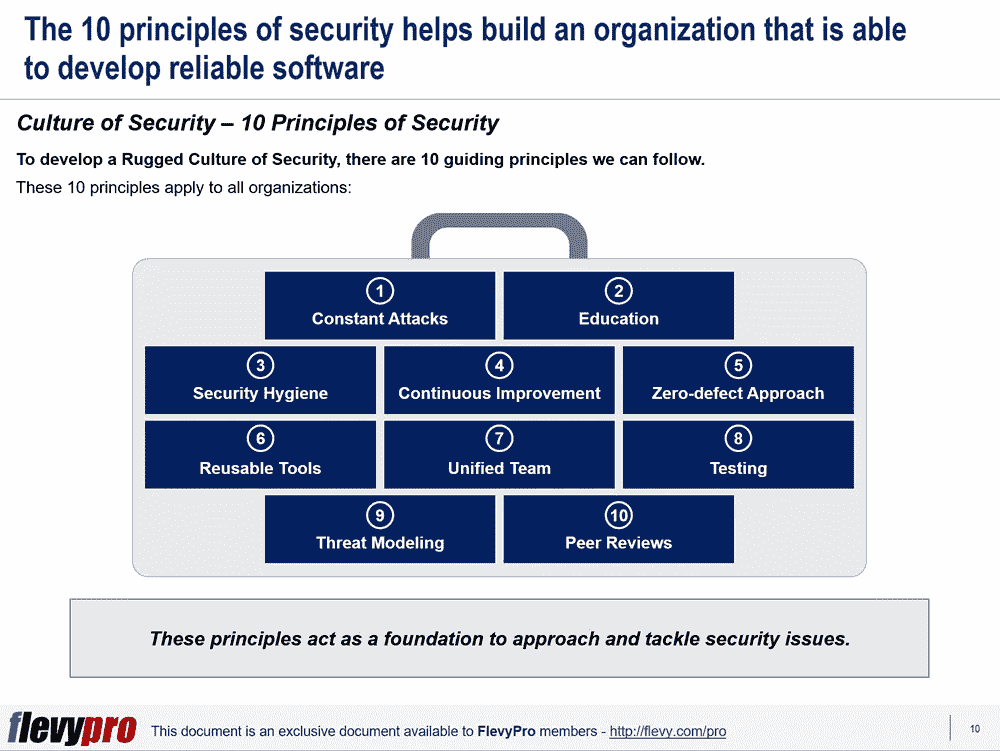 The 10 principles of security helps build an organization that is able
to develop reliable software
Culture of Security – 10 Principles of Security
To develop a Rugged Culture of Security, there are 10 guiding principles we can follow.
These 10 principles apply to all organizations:
1
Constant Attacks
2
Education
3
Security Hygiene
4
Continuous Improvement
5
Zero-defect Approach
6
Reusable Tools
7
Unified Team
8
Testing
9
Threat Modeling
10
Peer Reviews
These principles act as a foundation to approach and tackle security issues.
flevypro
This document is an exclusive document available to FlevyPro members - http://flevy.com/pro
10